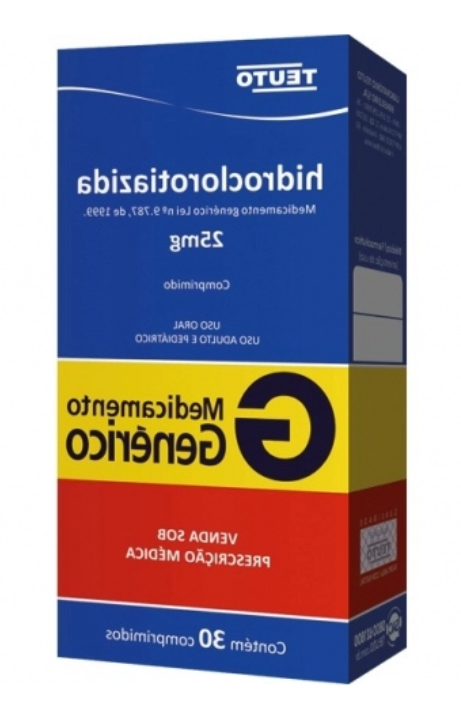 TEUTO
hidroclorotiazida
Medicamento genérico Lei nº 9.787, de 1999.
25mg
Comprimido
USO ORAL
USO ADULTO E PEDIÁTRICO
G
Medicamento
Genérico
VENDA SOB
PRESCRIÇÃO MÉDICA
Contém 30 comprimidos
TEUTO